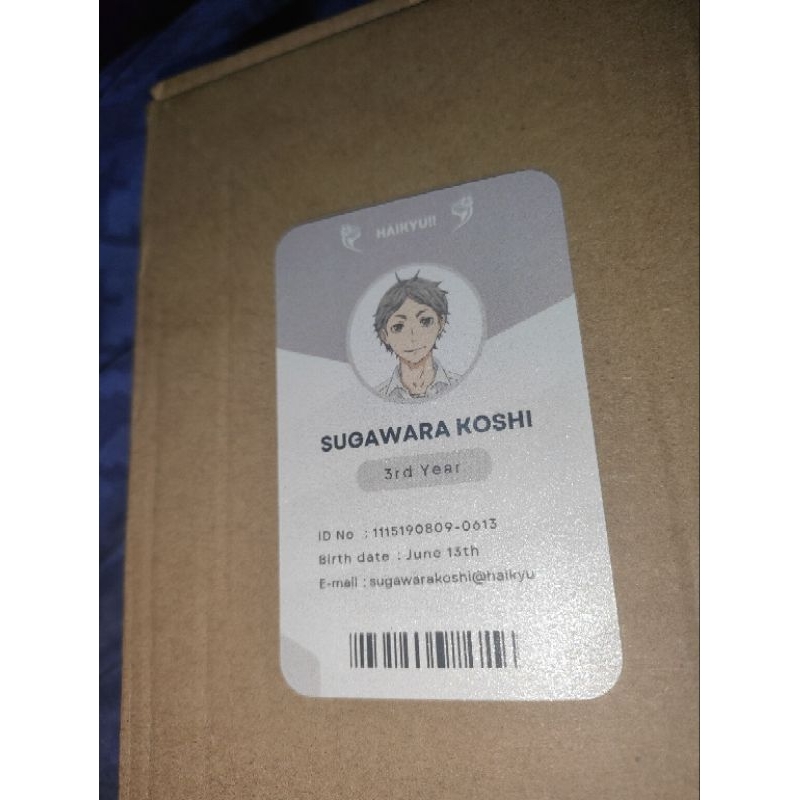 HAIKYU!!
SUGAWARA KOSHI
3rd Year
ID No : 1115190809-0613
Birth date : June 13th
E-mail : sugawarakoshi@haikyu